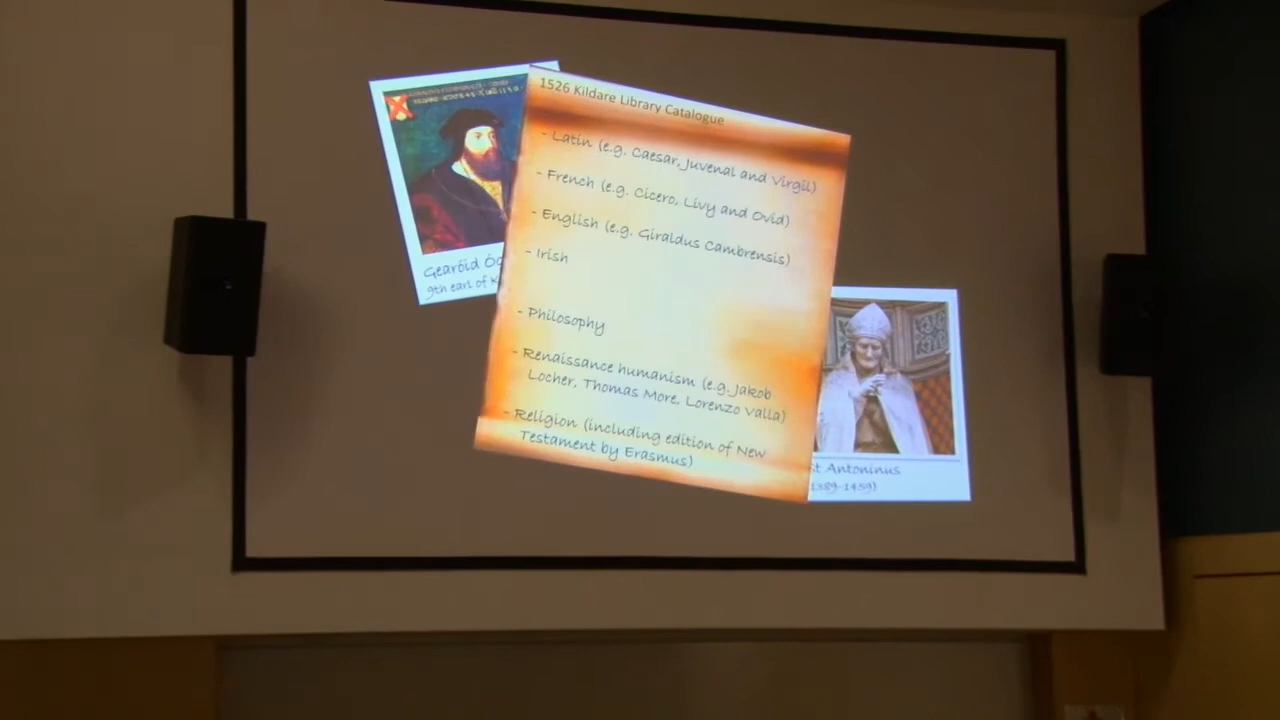 1526 Kildare Library Catalogue
- Latin (e.g. Caesar, Juvenal and Virgil)
- French (e.g. Cicero, Livy and Ovid)
- English (e.g. Giraldus Cambrensis)
- Irish
- Philosophy
- Renaissance humanism (e.g. Jakob
Locher, Thomas More, Lorenzo Valla)
- Religion (including edition of New
Testament by Erasmus)
Gearóid Óg
9th earl of K
St Antoninus
(1389-1459)